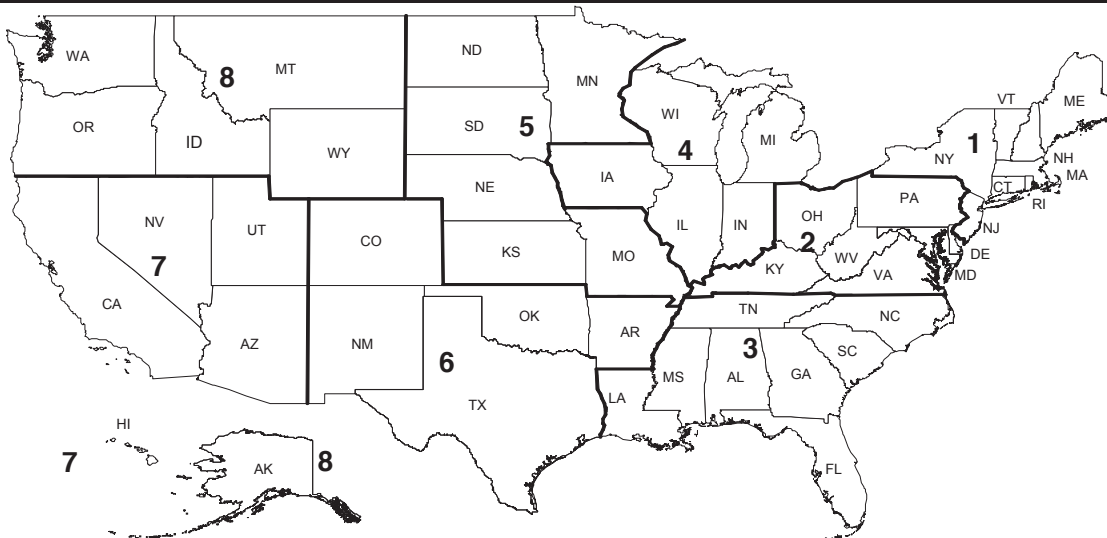 WA
MT
ND
MN
VT
ME
8
OR
ID
SD
5
WI
MI
4
NY
1
NH
MA
WY
IA
NE
CT
RI
PA
NV
UT
CO
IL
IN
OH
NJ
2
KS
MO
WV
DE
7
KY
VA
MD
CA
TN
NC
OK
AR
AZ
NM
3
SC
6
MS
AL
GA
LA
TX
HI
7
AK
8
FL